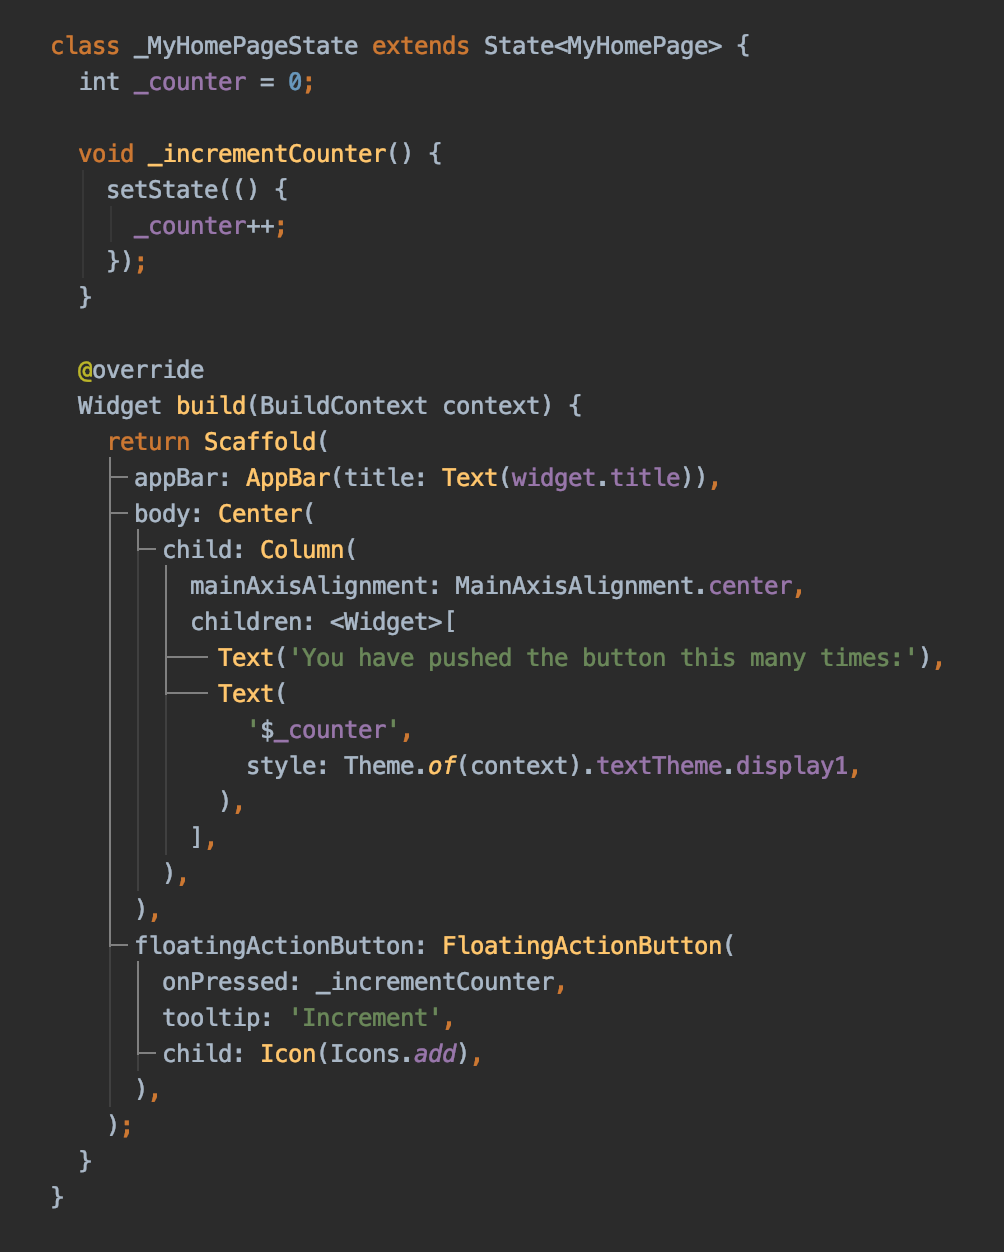 class _MyHomePageState extends State<MyHomePage> {
  int _counter = 0;

  void _incrementCounter() {
    setState(() {
      _counter++;
    });
  }

  @override
  Widget build(BuildContext context) {
    return Scaffold(
      appBar: AppBar(title: Text(widget.title)),
      body: Center(
        child: Column(
          mainAxisAlignment: MainAxisAlignment.center,
          children: <Widget>[
            Text('You have pushed the button this many times:'),
            Text(
              '$_counter',
              style: Theme.of(context).textTheme.display1,
            ),
          ],
        ),
      ),
      floatingActionButton: FloatingActionButton(
        onPressed: _incrementCounter,
        tooltip: 'Increment',
        child: Icon(Icons.add),
      ),
    );
  }
}